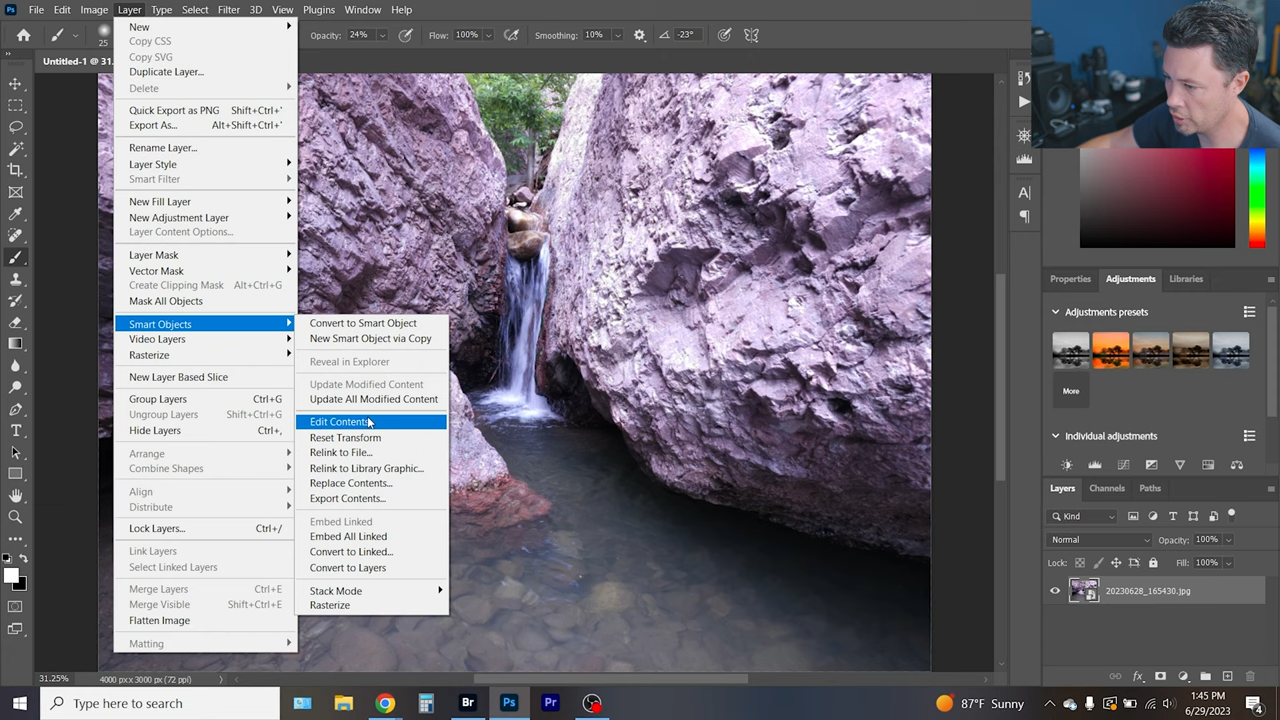 Ps File Edit Image Layer Type Select Filter 3D View Plugins Window Help
25 Opacity: 24% Flow: 100% Smoothing: 10% -23°
Untitled-1 @ 31.
New
Copy CSS
Copy SVG
Duplicate Layer...
Delete
Quick Export as PNG Shift+Ctrl+'
Export As... Alt+Shift+Ctrl+'
Rename Layer...
Layer Style
Smart Filter
New Fill Layer
New Adjustment Layer
Layer Content Options...
Layer Mask
Vector Mask
Create Clipping Mask Alt+Ctrl+G
Mask All Objects
Smart Objects
Video Layers
Rasterize
New Layer Based Slice
Group Layers Ctrl+G
Ungroup Layers Shift+Ctrl+G
Hide Layers Ctrl+,
Arrange
Combine Shapes
Align
Distribute
Lock Layers... Ctrl+/
Link Layers
Select Linked Layers
Merge Layers Ctrl+E
Merge Visible Shift+Ctrl+E
Flatten Image
Matting
Convert to Smart Object
New Smart Object via Copy
Reveal in Explorer
Update Modified Content
Update All Modified Content
Edit Contents
Reset Transform
Relink to File...
Relink to Library Graphic...
Replace Contents...
Export Contents...
Embed Linked
Embed All Linked
Convert to Linked...
Convert to Layers
Stack Mode
Rasterize
Properties Adjustments Libraries
Adjustments presets
More
Individual adjustments
Layers Channels Paths
Kind
Normal Opacity: 100%
Lock: Fill: 100%
20230628_165430.jpg
31.25% 4000 px x 3000 px (72 ppi)
Type here to search Br Ps Pr 87°F Sunny 1:45 PM
6/29/2023